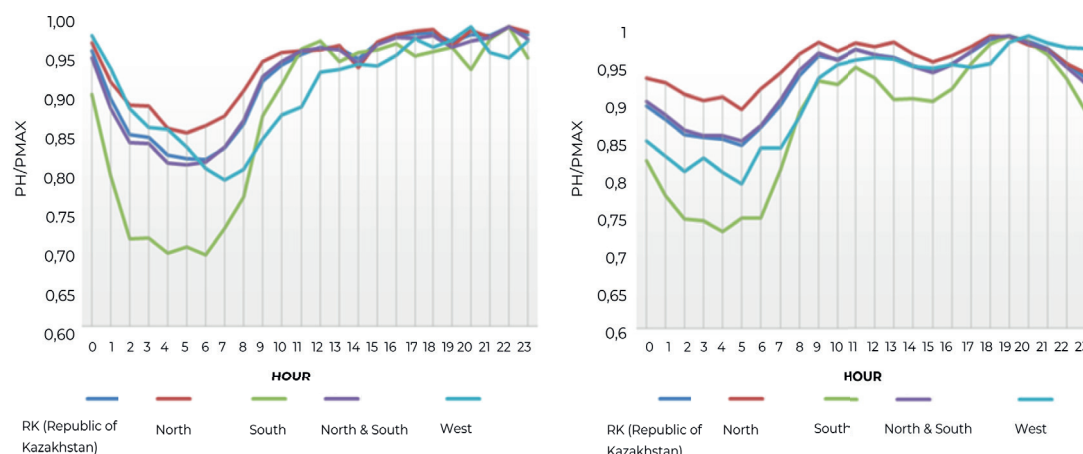 1,00
0,95
0,90
0,85
0,80
0,75
0,70
0,65
0,60
PH/PMAX
0 1 2 3 4 5 6 7 8 9 10 11 12 13 14 15 16 17 18 19 20 21 22 23
HOUR
RK (Republic of
Kazakhstan)
North
South
North & South
West
1
0,95
0,9
0,85
0,8
0,75
0,7
0,65
0,6
PH/PMAX
0 1 2 3 4 5 6 7 8 9 10 11 12 13 14 15 16 17 18 19 20 21 22
HOUR
RK (Republic of
Kazakhstan)
North
South
North & South
West